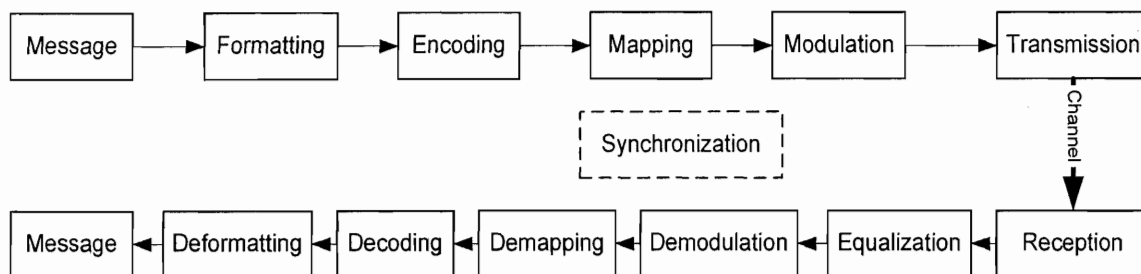 Message
Formatting
Encoding
Mapping
Modulation
Transmission
Channel
Synchronization
Message
Deformatting
Decoding
Demapping
Demodulation
Equalization
Reception